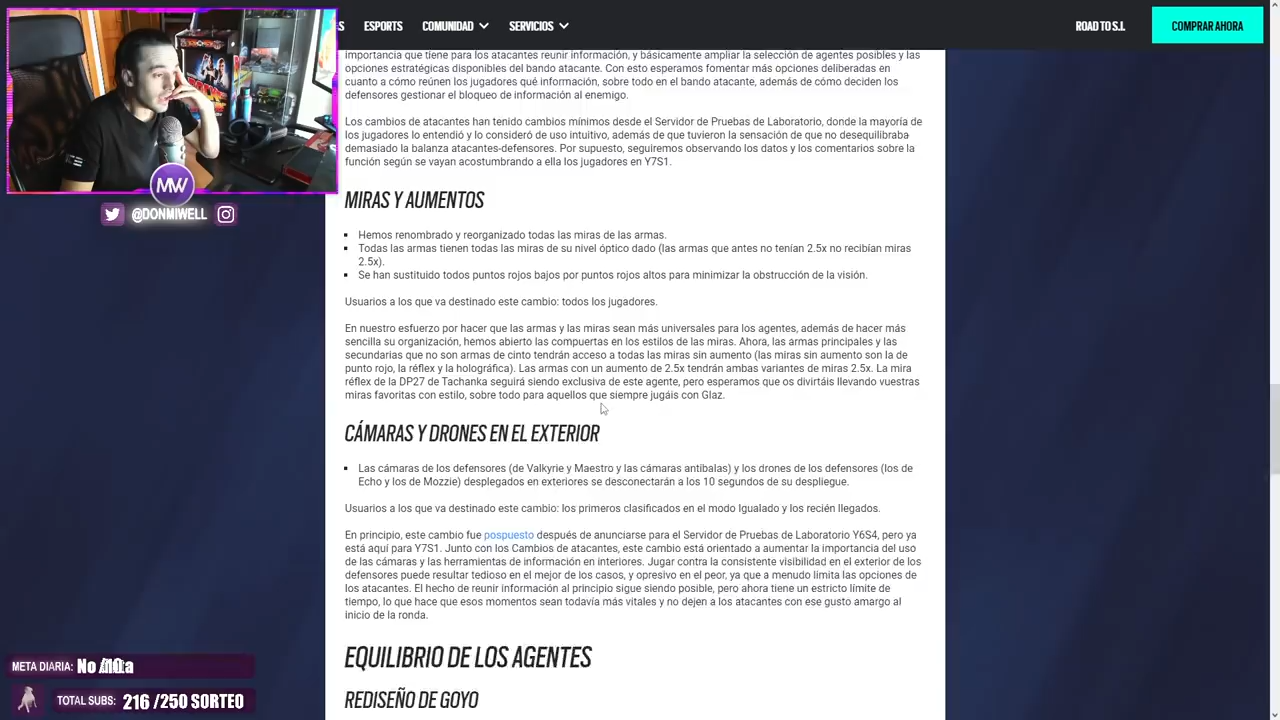 S ESPORTS COMUNIDAD SERVICIOS ROAD TO S.I. COMPRAR AHORA
importancia que tiene para los atacantes reunir información, y básicamente ampliar la selección de agentes posibles y las
opciones estratégicas disponibles del bando atacante. Con esto esperamos fomentar más opciones deliberadas en
cuanto a cómo reúnen los jugadores qué información, sobre todo en el bando atacante, además de cómo deciden los
defensores gestionar el bloqueo de información al enemigo.
Los cambios de atacantes han tenido cambios mínimos desde el Servidor de Pruebas de Laboratorio, donde la mayoría de
los jugadores lo entendió y lo consideró de uso intuitivo, además de que tuvieron la sensación de que no desequilibraba
demasiado la balanza atacantes-defensores. Por supuesto, seguiremos observando los datos y los comentarios sobre la
función según se vayan acostumbrando a ella los jugadores en Y7S1.
MW
@DONMIWELL
MIRAS Y AUMENTOS
Hemos renombrado y reorganizado todas las miras de las armas.
Todas las armas tienen todas las miras de su nivel óptico dado (las armas que antes no tenían 2.5x no recibían miras
2.5x).
Se han sustituido todos puntos rojos bajos por puntos rojos altos para minimizar la obstrucción de la visión.
Usuarios a los que va destinado este cambio: todos los jugadores.
En nuestro esfuerzo por hacer que las armas y las miras sean más universales para los agentes, además de hacer más
sencilla su organización, hemos abierto las compuertas en los estilos de las miras. Ahora, las armas principales y las
secundarias que no son armas de cinto tendrán acceso a todas las miras sin aumento (las miras sin aumento son la de
punto rojo, la réflex y la holográfica). Las armas con un aumento de 2.5x tendrán ambas variantes de miras 2.5x. La mira
réflex de la DP27 de Tachanka seguirá siendo exclusiva de este agente, pero esperamos que os divirtáis llevando vuestras
miras favoritas con estilo, sobre todo para aquellos que siempre jugáis con Glaz.
CÁMARAS Y DRONES EN EL EXTERIOR
Las cámaras de los defensores (de Valkyrie y Maestro y las cámaras antibalas) y los drones de los defensores (los de
Echo y los de Mozzie) desplegados en exteriores se desconectarán a los 10 segundos de su despliegue.
Usuarios a los que va destinado este cambio: los primeros clasificados en el modo Igualado y los recién llegados.
En principio, este cambio fue pospuesto después de anunciarse para el Servidor de Pruebas de Laboratorio Y6S4, pero ya
está aquí para Y7S1. Junto con los Cambios de atacantes, este cambio está orientado a aumentar la importancia del uso
de las cámaras y las herramientas de información en interiores. Jugar contra la consistente visibilidad en el exterior de los
defensores puede resultar tedioso en el mejor de los casos, y opresivo en el peor, ya que a menudo limita las opciones de
los atacantes. El hecho de reunir información al principio sigue siendo posible, pero ahora tiene un estricto límite de
tiempo, lo que hace que esos momentos sean todavía más vitales y no dejen a los atacantes con ese gusto amargo al
inicio de la ronda.
EQUILIBRIO DE LOS AGENTES
REDISEÑO DE GOYO
META DIARIA: No
TOTAL SUBS: 216 /250 SORTEO